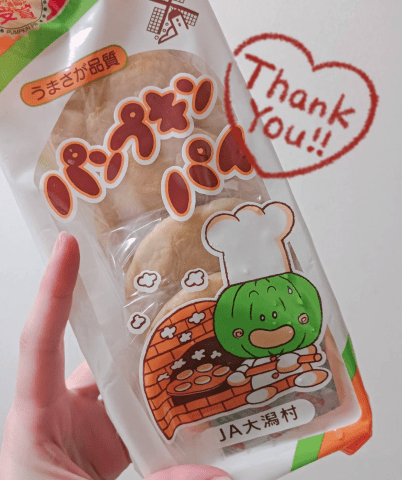 うまさが品質
パンプキン
パイ
Thank
You!!
JA大潟村